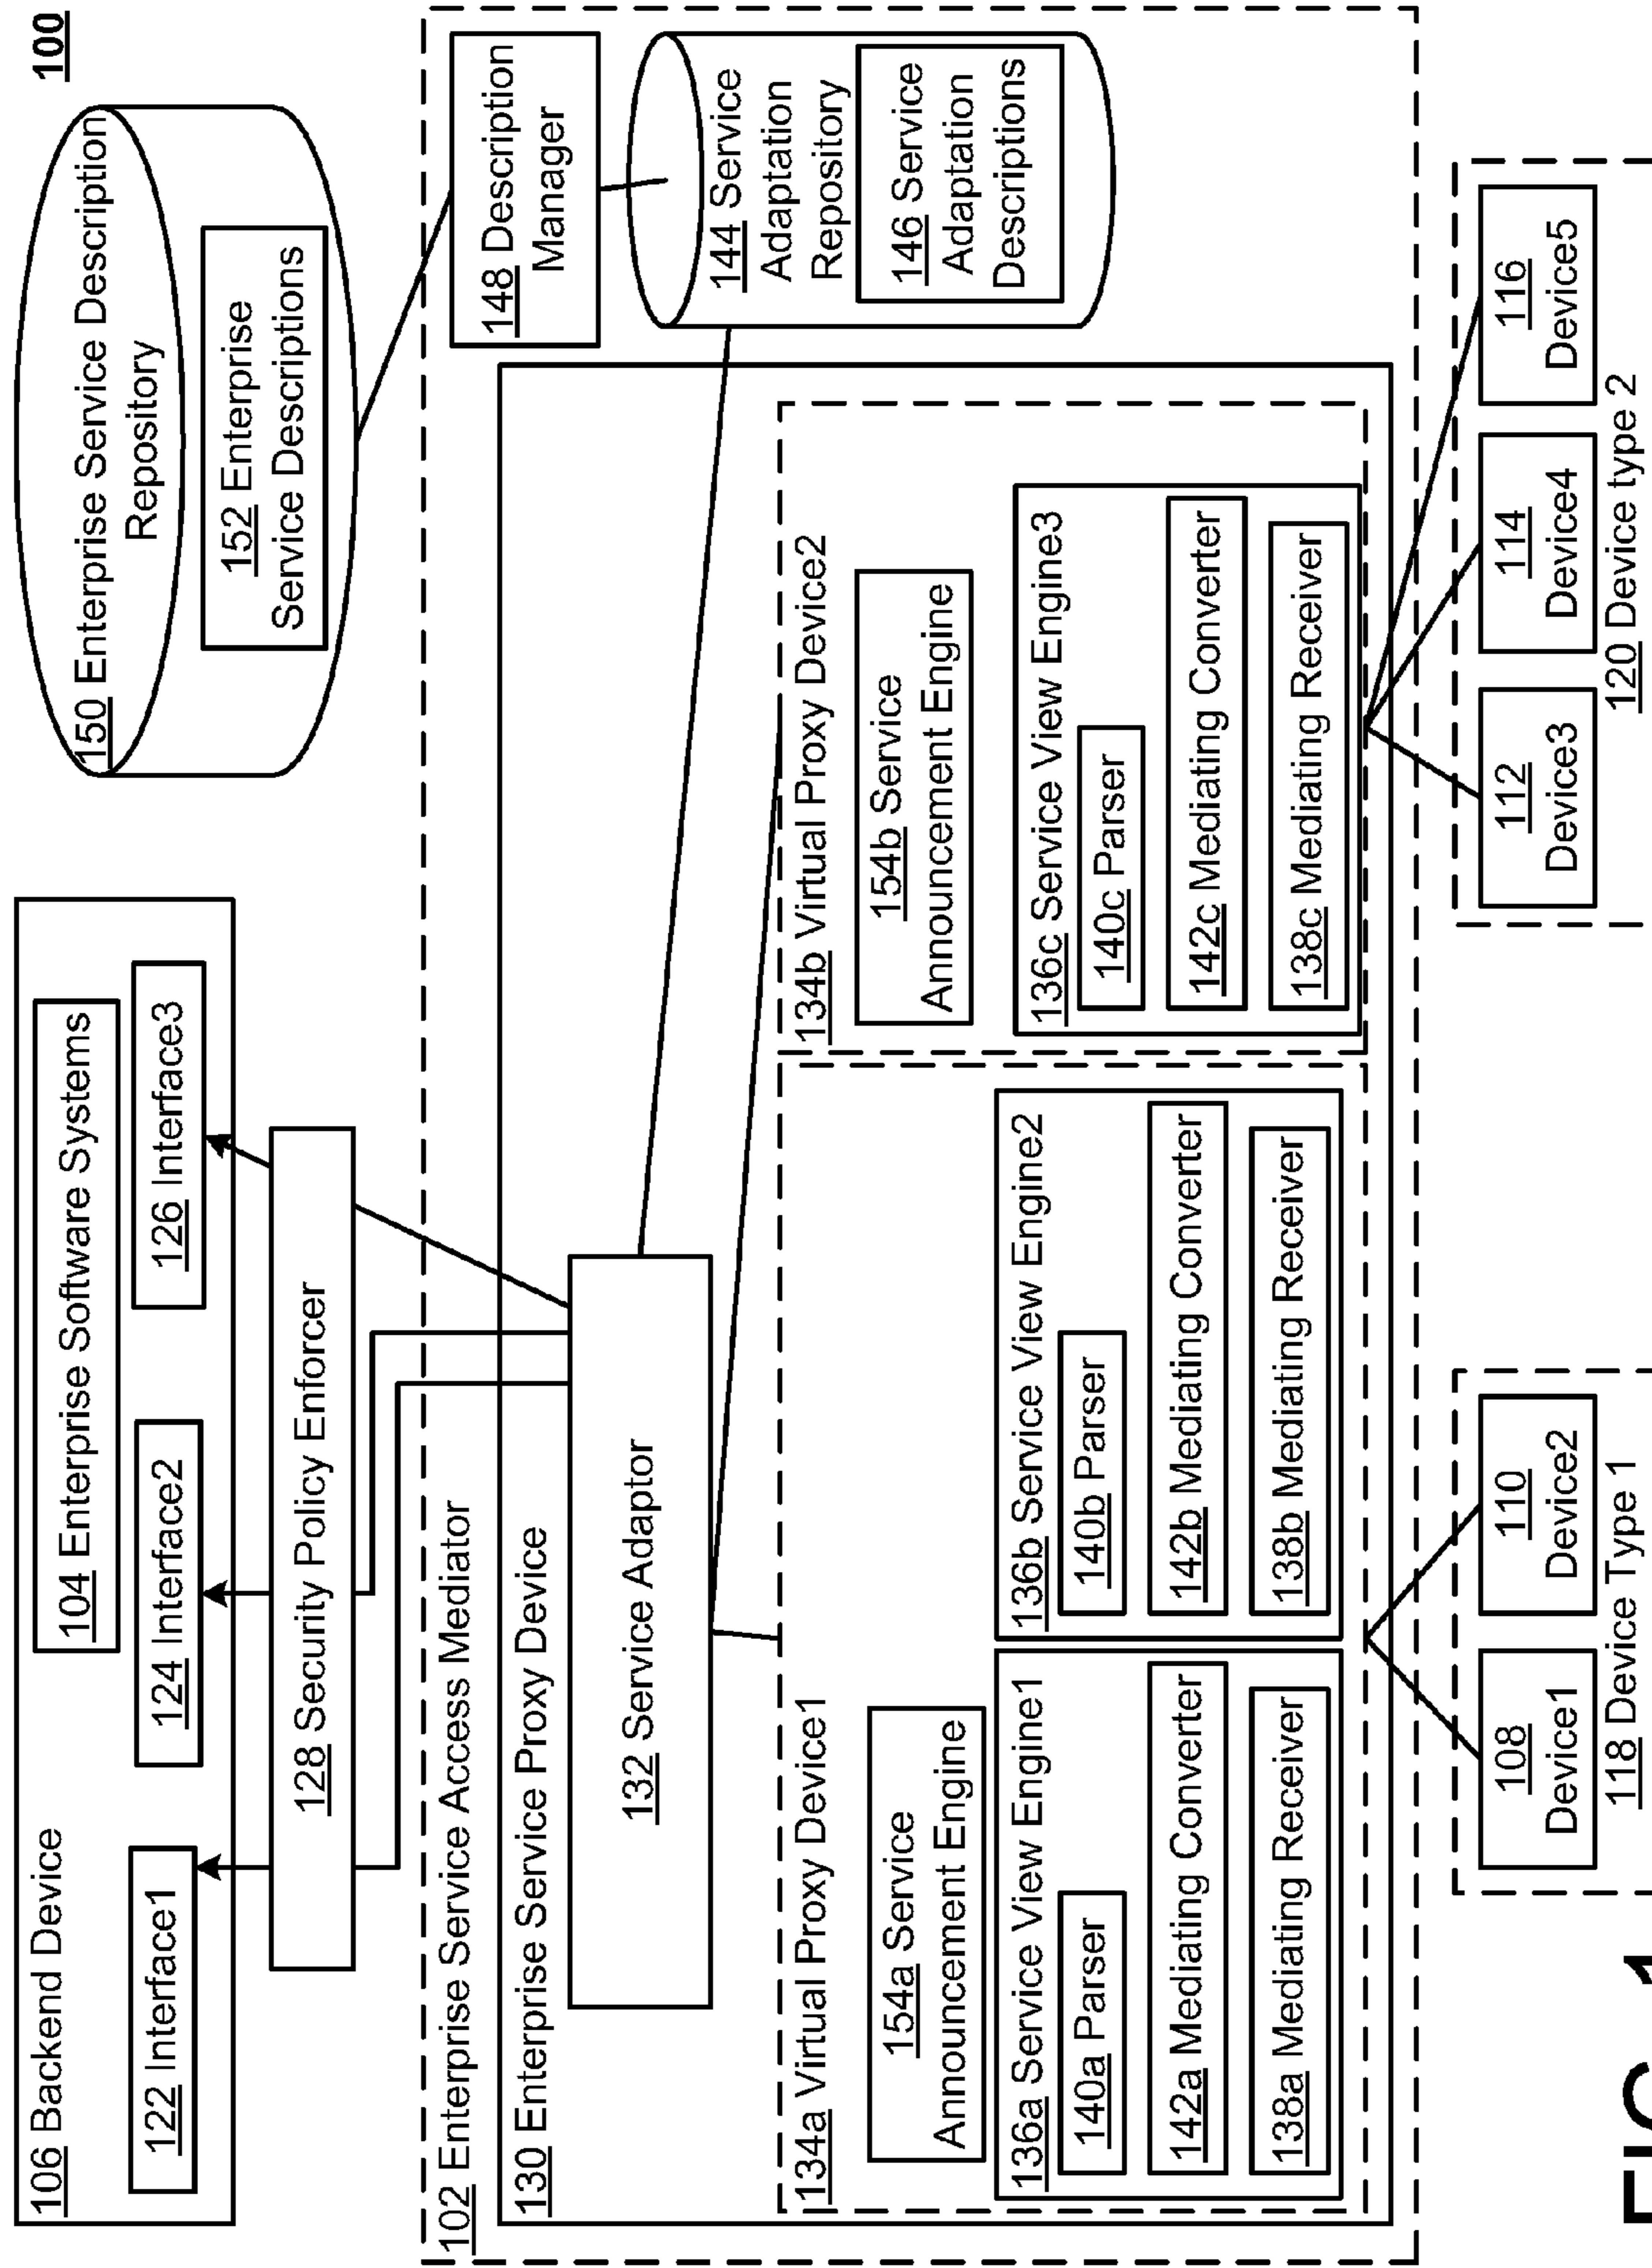 100
106 Backend Device
104 Enterprise Software Systems
122 Interface1
124 Interface2
126 Interface3
128 Security Policy Enforcer
150 Enterprise Service Description
Repository
152 Enterprise
Service Descriptions
102 Enterprise Service Access Mediator
130 Enterprise Service Proxy Device
132 Service Adaptor
148 Description
Manager
144 Service
Adaptation
Repository
146 Service
Adaptation
Descriptions
134a Virtual Proxy Device1
154a Service
Announcement Engine
136a Service View Engine1
140a Parser
142a Mediating Converter
138a Mediating Receiver
136b Service View Engine2
140b Parser
142b Mediating Converter
138b Mediating Receiver
134b Virtual Proxy Device2
154b Service
Announcement Engine
136c Service View Engine3
140c Parser
142c Mediating Converter
138c Mediating Receiver
108
Device1
110
Device2
118 Device Type 1
112
Device3
114
Device4
116
Device5
120 Device type 2